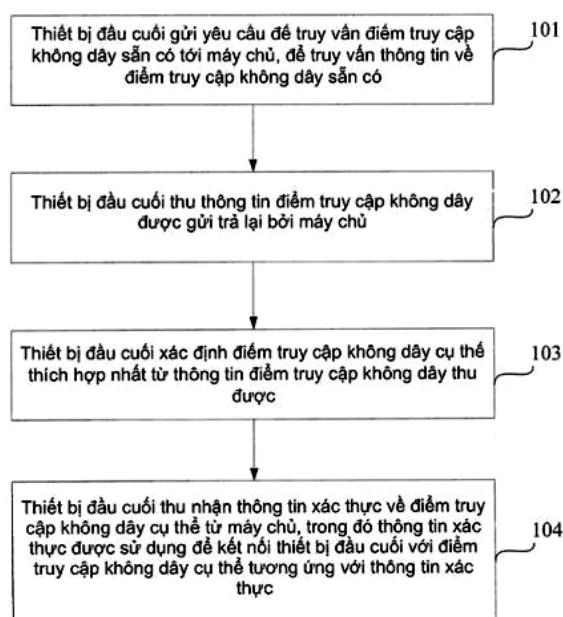 Thiết bị đầu cuối gửi yêu cầu để truy vấn điểm truy cập
không dây sẵn có tới máy chủ, để truy vấn thông tin về
điểm truy cập không dây sẵn có
101
Thiết bị đầu cuối thu thông tin điểm truy cập không dây
được gửi trả lại bởi máy chủ
102
Thiết bị đầu cuối xác định điểm truy cập không dây cụ thể
thích hợp nhất từ thông tin điểm truy cập không dây thu
được
103
Thiết bị đầu cuối thu nhận thông tin xác thực về điểm truy
cập không dây cụ thể từ máy chủ, trong đó thông tin xác
thực được sử dụng để kết nối thiết bị đầu cuối với điểm
truy cập không dây cụ thể tương ứng với thông tin xác
thực
104